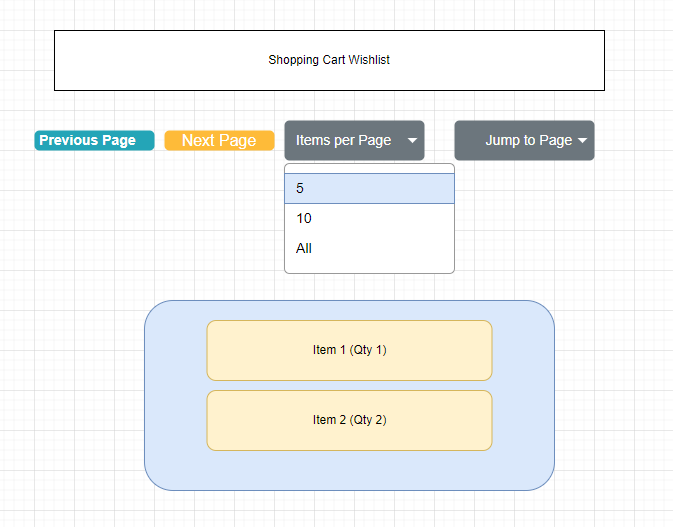 Shopping Cart Wishlist
Previous Page
Next Page
Items per Page
Jump to Page
5
10
All
Item 1 (Qty 1)
Item 2 (Qty 2)